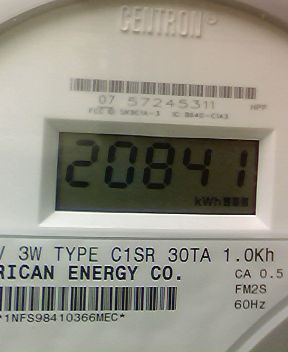 CENTRON®
07 57245311
20841
kWh
V 3W TYPE C1SR 30TA 1.0Kh
RICAN ENERGY CO.
CA 0.5
FM2S
60Hz
*1NFS98410366MEC*